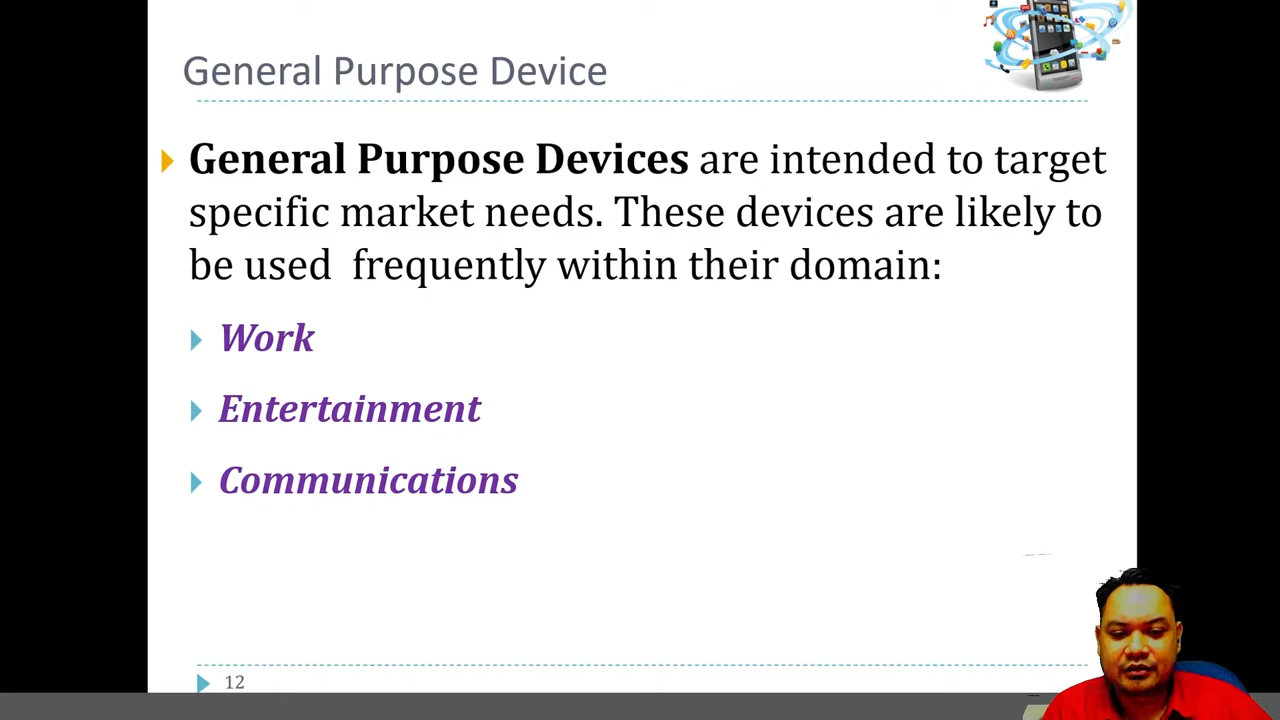 General Purpose Device
General Purpose Devices are intended to target
specific market needs. These devices are likely to
be used frequently within their domain:
Work
Entertainment
Communications
12